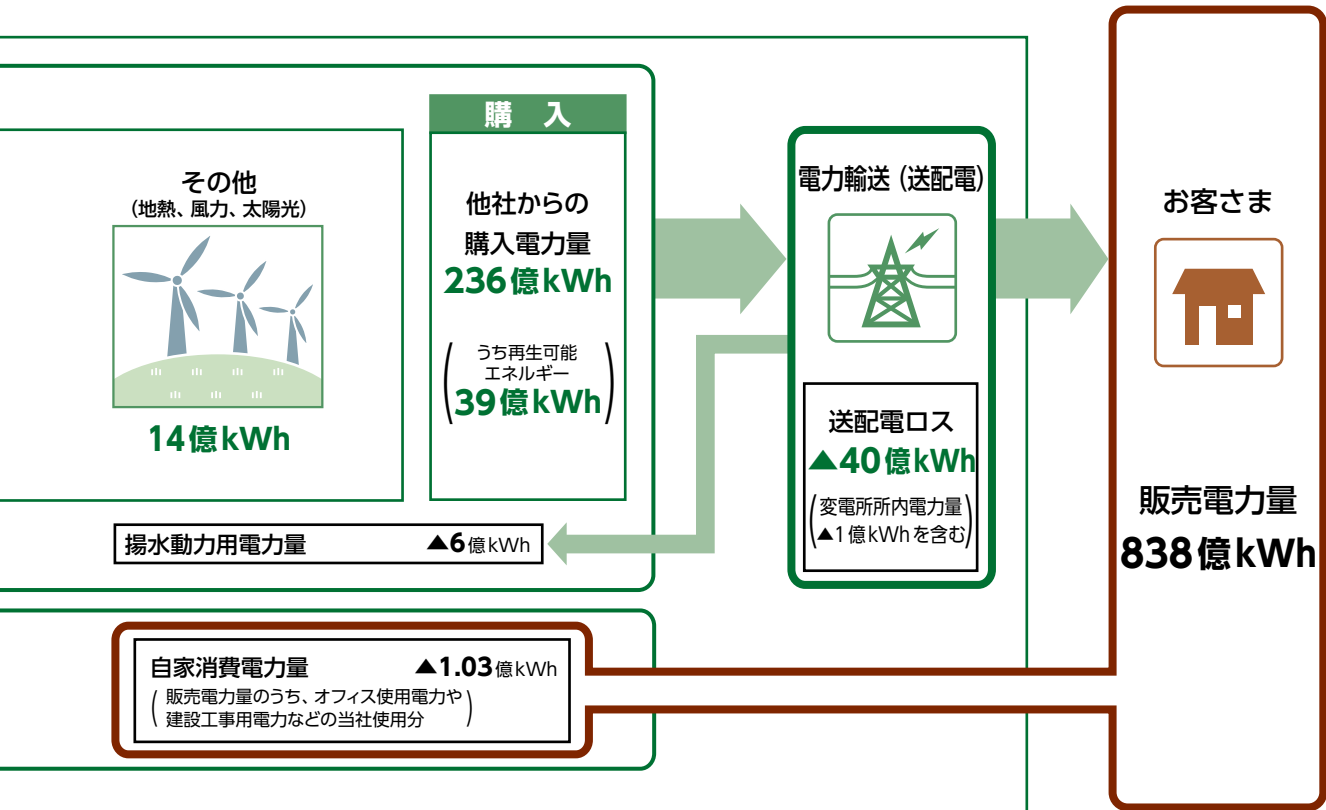 その他
(地熱、風力、太陽光)
14億kWh
購 入
他社からの
購入電力量
236億kWh
(うち再生可能
エネルギー
39億kWh)
揚水動力用電力量 ▲6億kWh
電力輸送(送配電)
送配電ロス
▲40億kWh
(変電所所内電力量
▲1億kWhを含む)
お客さま
販売電力量
838億kWh
自家消費電力量 ▲1.03億kWh
(販売電力量のうち、オフィス使用電力や
建設工事用電力などの当社使用分)